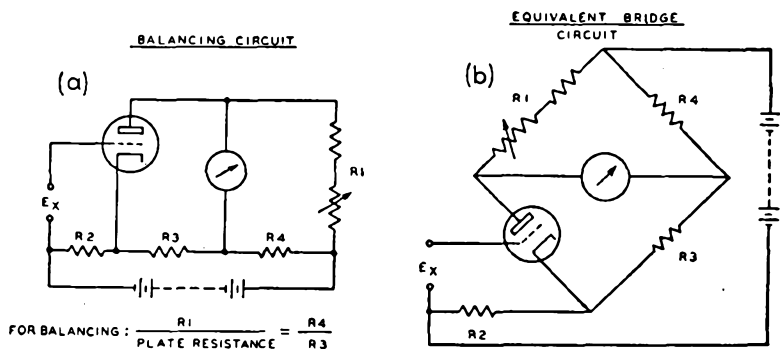 BALANCING CIRCUIT
(a)
R1
Ex
R2
R3
R4
FOR BALANCING: R1 / PLATE RESISTANCE = R4 / R3
EQUIVALENT BRIDGE
CIRCUIT
(b)
R1
R4
R3
Ex
R2